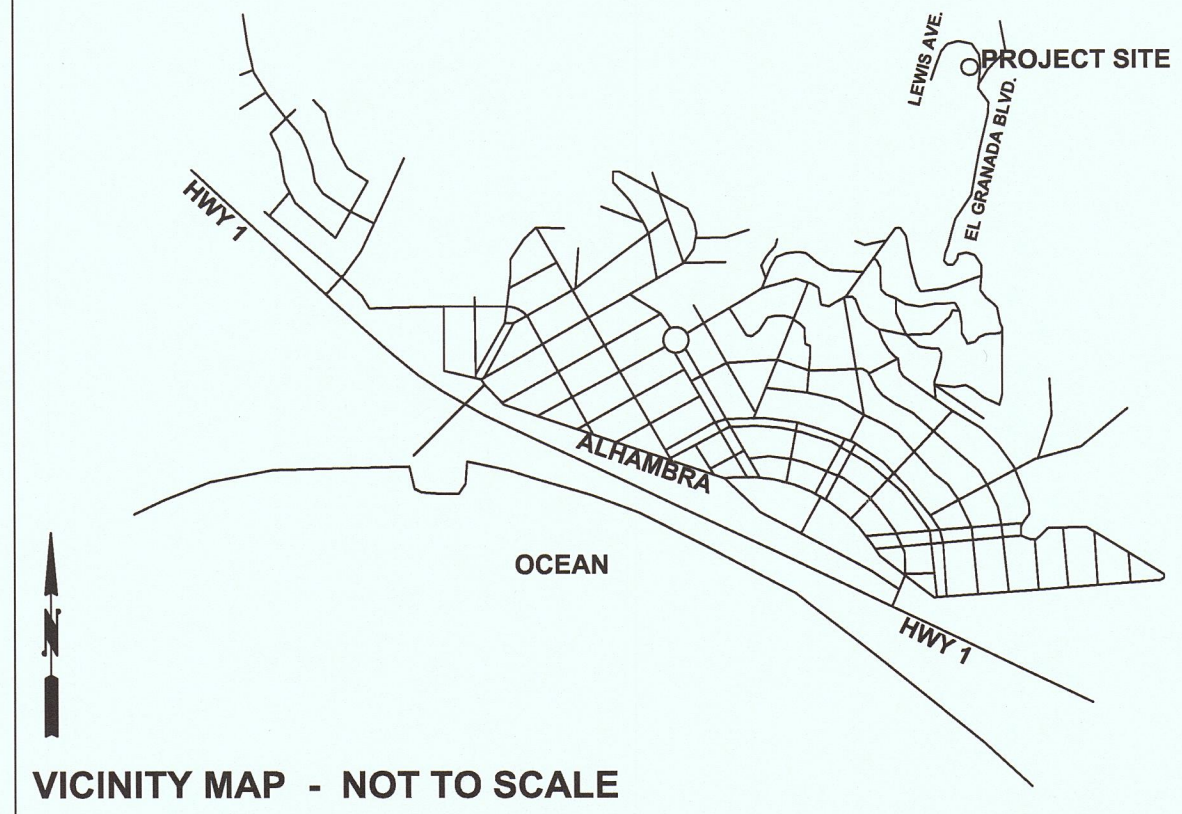 LEWIS AVE.
PROJECT SITE
EL GRANADA BLVD.
HWY 1
ALHAMBRA
OCEAN
N
HWY 1
VICINITY MAP - NOT TO SCALE